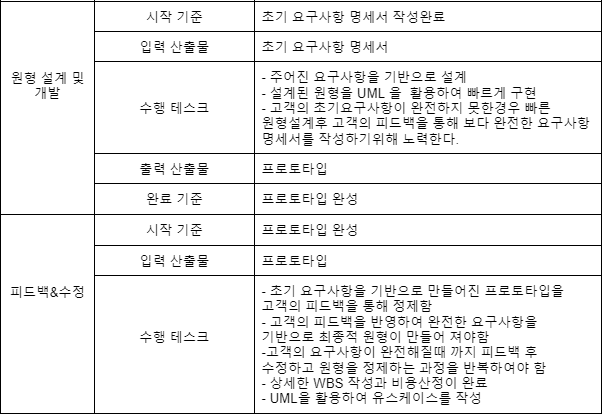 시작 기준
초기 요구사항 명세서 작성완료
입력 산출물
초기 요구사항 명세서
원형 설계 및
개발
수행 테스크
- 주어진 요구사항을 기반으로 설계
- 설계된 원형을 UML 을  활용하여 빠르게 구현
- 고객의 초기요구사항이 완전하지 못한경우 빠른
원형설계후 고객의 피드백을 통해 보다 완전한 요구사항
명세서를 작성하기위해 노력한다.
출력 산출물
프로토타입
완료 기준
프로토타입 완성
피드백&수정
시작 기준
프로토타입 완성
입력 산출물
프로토타입
수행 테스크
- 초기 요구사항을 기반으로 만들어진 프로토타입을
고객의 피드백을 통해 정제함
- 고객의 피드백을 반영하여 완전한 요구사항을
기반으로 최종적 원형이 만들어 져야함
-고객의 요구사항이 완전해질때 까지 피드백 후
수정하고 원형을 정제하는 과정을 반복하여야 함
- 상세한 WBS 작성과 비용산정이 완료
- UML을 활용하여 유스케이스를 작성